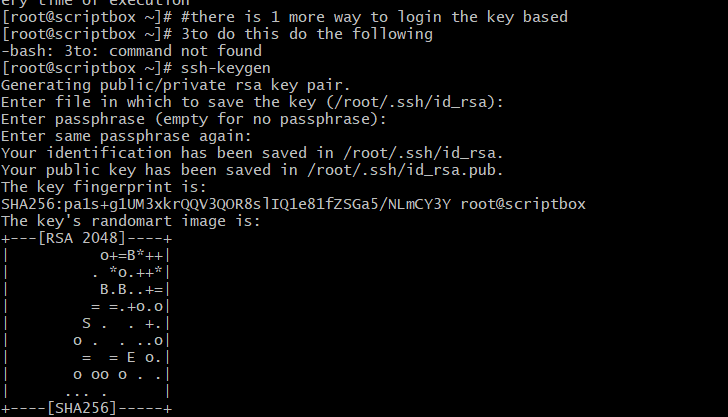 ery time of execution
[root@scriptbox ~]# #there is 1 more way to login the key based
[root@scriptbox ~]# 3to do this do the following
-bash: 3to: command not found
[root@scriptbox ~]# ssh-keygen
Generating public/private rsa key pair.
Enter file in which to save the key (/root/.ssh/id_rsa):
Enter passphrase (empty for no passphrase):
Enter same passphrase again:
Your identification has been saved in /root/.ssh/id_rsa.
Your public key has been saved in /root/.ssh/id_rsa.pub.
The key fingerprint is:
SHA256:pa1s+g1UM3xkrQQV3QOR8slIQ1e81fZSGa5/NLmCY3Y root@scriptbox
The key's randomart image is:
+---[RSA 2048]----+
|           o+=B*++|
|          . *o.++*|
|           B.B..+=|
|          = =.+o.o|
|         S .  . +.|
|        o .  . ..o|
|         =  = E o.|
|        o oo o . .|
|       ... .      |
+----[SHA256]-----+